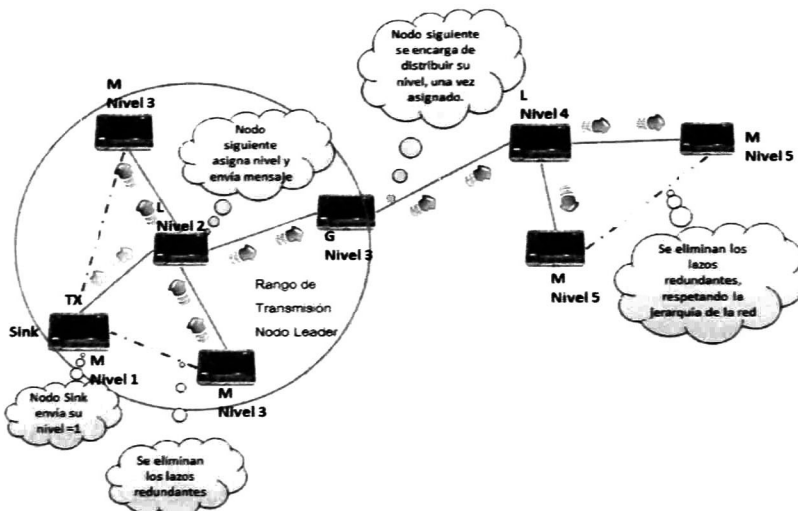 Nodo siguiente
se encarga de
distribuir su
nivel, una vez
asignado.
M
Nivel 3
L
Nivel 4
Nodo
siguiente
asigna nivel y
envía mensaje
M
Nivel 5
L
Nivel 2
G
Nivel 3
M
Nivel 5
Se eliminan los
lazos
redundantes,
respetando la
jerarquía de la red
Rango de
Transmisión
Nodo Leader
TX
Sink
M
Nivel 1
M
Nivel 3
Nodo Sink
envía su
nivel =1
Se eliminan
los lazos
redundantes